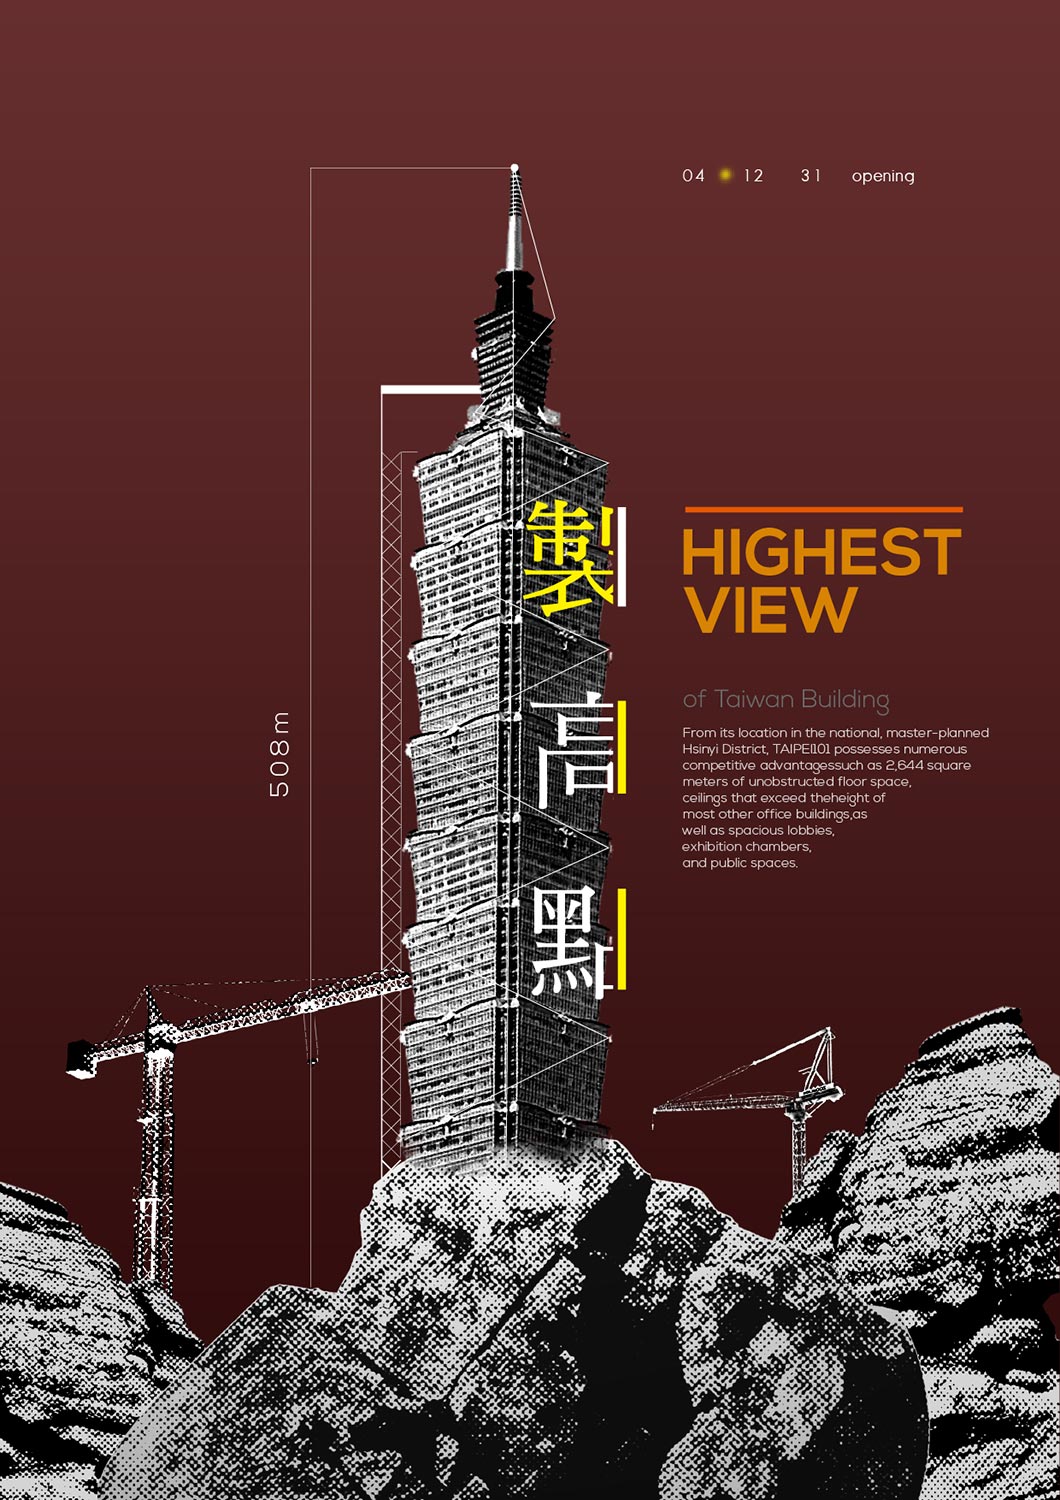 04 12 31 opening
製
點
HIGHEST
VIEW
of Taiwan Building
From its location in the national, master-planned
Hsinyi District, TAIPEI101 possesses numerous
competitive advantagessuch as 2,644 square
meters of unobstructed floor space,
ceilings that exceed theheight of
most other office buildings,as
well as spacious lobbies,
exhibition chambers,
and public spaces.
508m